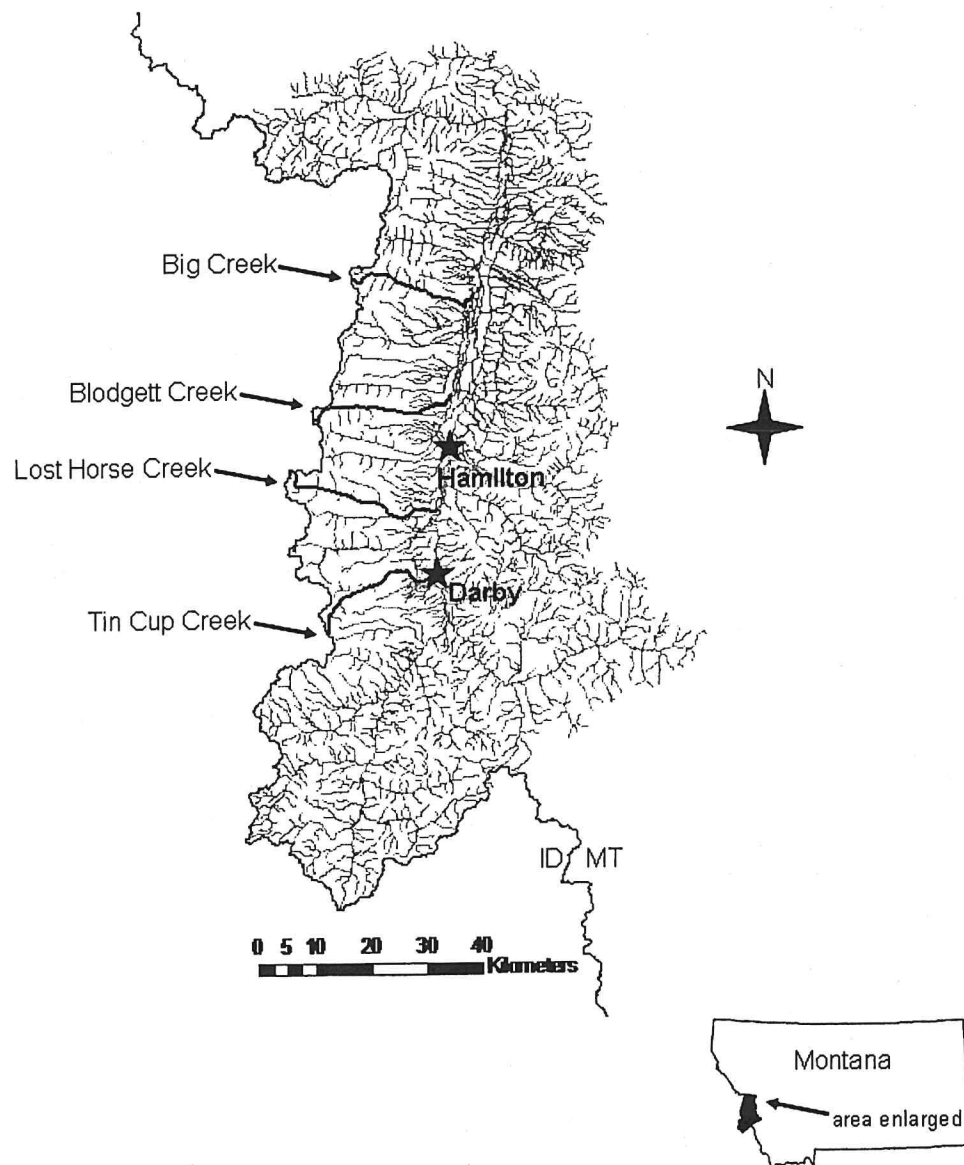 Big Creek
N
Blodgett Creek
Hamilton
Lost Horse Creek
Darby
Tin Cup Creek
ID MT
0 5 10 20 30 40
Kilometers
Montana
area enlarged